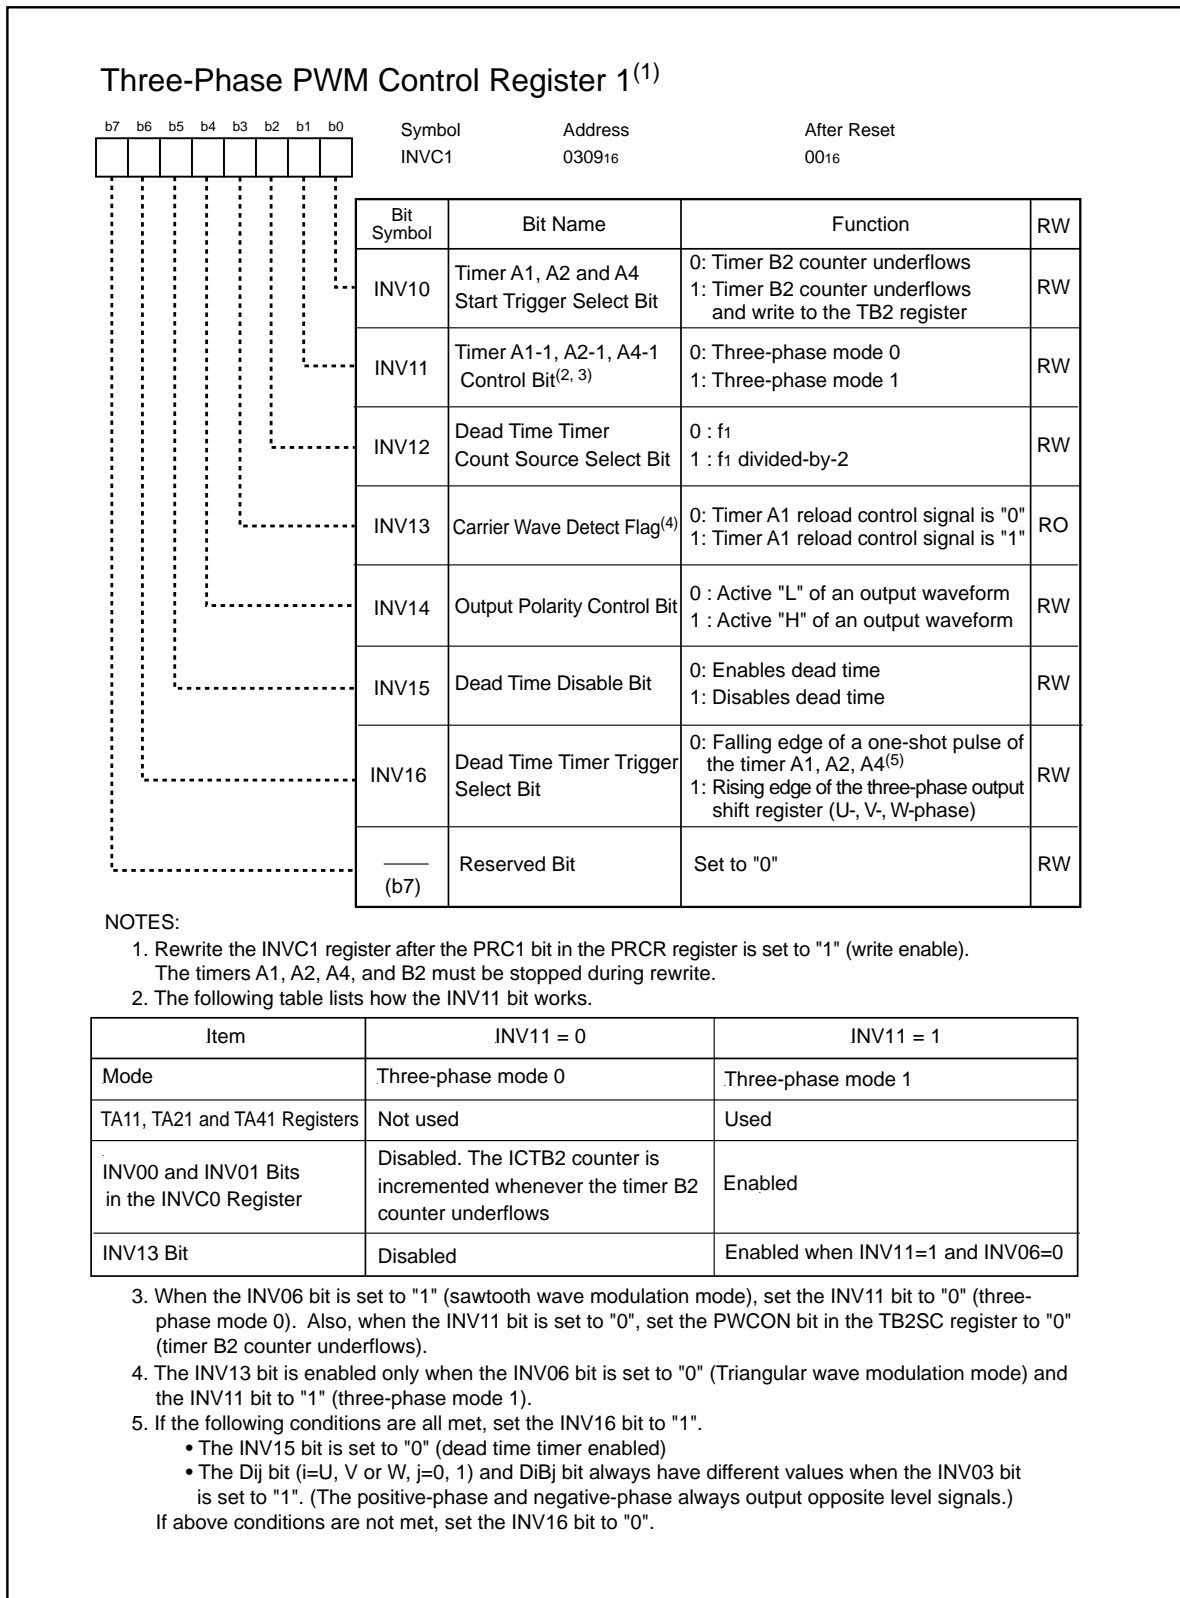 Three-Phase PWM Control Register 1(1)
b7 b6 b5 b4 b3 b2 b1 b0
Symbol Address After Reset
INVC1 030916 0016
Bit Symbol Bit Name Function RW
INV10 Timer A1, A2 and A4 Start Trigger Select Bit 0: Timer B2 counter underflows RW
1: Timer B2 counter underflows and write to the TB2 register
INV11 Timer A1-1, A2-1, A4-1 Control Bit(2, 3) 0: Three-phase mode 0 RW
1: Three-phase mode 1
INV12 Dead Time Timer Count Source Select Bit 0 : f1 RW
1 : f1 divided-by-2
INV13 Carrier Wave Detect Flag(4) 0: Timer A1 reload control signal is "0" RO
1: Timer A1 reload control signal is "1"
INV14 Output Polarity Control Bit 0 : Active "L" of an output waveform RW
1 : Active "H" of an output waveform
INV15 Dead Time Disable Bit 0: Enables dead time RW
1: Disables dead time
INV16 Dead Time Timer Trigger Select Bit 0: Falling edge of a one-shot pulse of the timer A1, A2, A4(5) RW
1: Rising edge of the three-phase output shift register (U-, V-, W-phase)
(b7) Reserved Bit Set to "0" RW
NOTES:
1. Rewrite the INVC1 register after the PRC1 bit in the PRCR register is set to "1" (write enable).
The timers A1, A2, A4, and B2 must be stopped during rewrite.
2. The following table lists how the INV11 bit works.
Item INV11 = 0 INV11 = 1
Mode Three-phase mode 0 Three-phase mode 1
TA11, TA21 and TA41 Registers Not used Used
INV00 and INV01 Bits in the INVC0 Register Disabled. The ICTB2 counter is incremented whenever the timer B2 counter underflows Enabled
INV13 Bit Disabled Enabled when INV11=1 and INV06=0
3. When the INV06 bit is set to "1" (sawtooth wave modulation mode), set the INV11 bit to "0" (three-
phase mode 0). Also, when the INV11 bit is set to "0", set the PWCON bit in the TB2SC register to "0"
(timer B2 counter underflows).
4. The INV13 bit is enabled only when the INV06 bit is set to "0" (Triangular wave modulation mode) and
the INV11 bit to "1" (three-phase mode 1).
5. If the following conditions are all met, set the INV16 bit to "1".
• The INV15 bit is set to "0" (dead time timer enabled)
• The Dij bit (i=U, V or W, j=0, 1) and DiBj bit always have different values when the INV03 bit
is set to "1". (The positive-phase and negative-phase always output opposite level signals.)
If above conditions are not met, set the INV16 bit to "0".